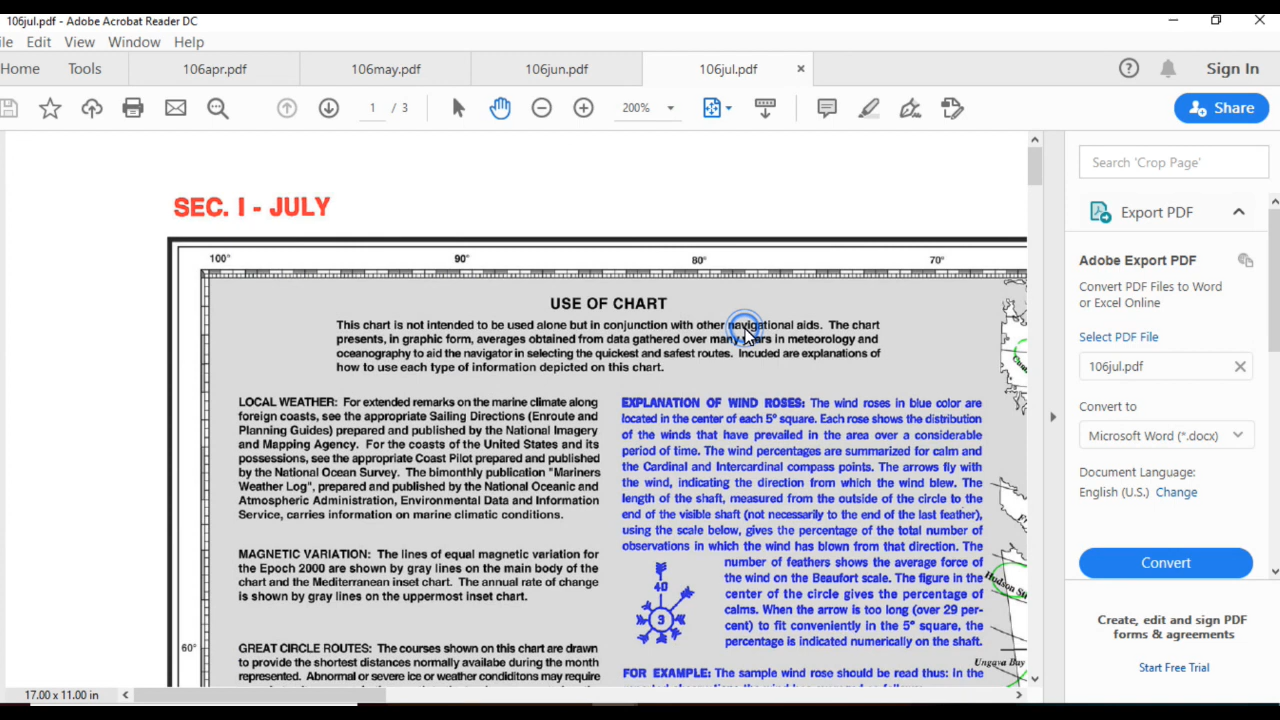 106jul.pdf - Adobe Acrobat Reader DC
ile Edit View Window Help
Home Tools 106apr.pdf 106may.pdf 106jun.pdf 106jul.pdf Sign In
1 / 3 200% Share
SEC. I - JULY
100° 90° 80° 70°
USE OF CHART
This chart is not intended to be used alone but in conjunction with other navigational aids. The chart
presents, in graphic form, averages obtained from data gathered over many years in meteorology and
oceanography to aid the navigator in selecting the quickest and safest routes. Incuded are explanations of
how to use each type of information depicted on this chart.
LOCAL WEATHER: For extended remarks on the marine climate along
foreign coasts, see the appropriate Sailing Directions (Enroute and
Planning Guides) prepared and published by the National Imagery
and Mapping Agency. For the coasts of the United States and its
possessions, see the appropriate Coast Pilot prepared and published
by the National Ocean Survey. The bimonthly publication "Mariners
Weather Log", prepared and published by the National Oceanic and
Atmospheric Administration, Environmental Data and Information
Service, carries information on marine climatic conditions.
MAGNETIC VARIATION: The lines of equal magnetic variation for
the Epoch 2000 are shown by gray lines on the main body of the
chart and the Mediterranean inset chart. The annual rate of change
is shown by gray lines on the uppermost inset chart.
60°
GREAT CIRCLE ROUTES: The courses shown on this chart are drawn
to provide the shortest distances normally availabe during the month
represented. Abnormal or severe ice or weather condiditons may require
EXPLANATION OF WIND ROSES: The wind roses in blue color are
located in the center of each 5° square. Each rose shows the distribution
of the winds that have prevailed in the area over a considerable
period of time. The wind percentages are summarized for calm and
the Cardinal and Intercardinal compass points. The arrows fly with
the wind, indicating the direction from which the wind blew. The
length of the shaft, measured from the outside of the circle to the
end of the visible shaft (not necessarily to the end of the last feather),
using the scale below, gives the percentage of the total number of
observations in which the wind has blown from that direction. The
number of feathers shows the average force of
the wind on the Beaufort scale. The figure in the
center of the circle gives the percentage of
calms. When the arrow is too long (over 29 per-
cent) to fit conveniently in the 5° square, the
percentage is indicated numerically on the shaft.
40
3
FOR EXAMPLE: The sample wind rose should be read thus: In the
Hudson St
Ungava Bay
Search 'Crop Page'
Export PDF
Adobe Export PDF
Convert PDF Files to Word
or Excel Online
Select PDF File
106jul.pdf
Convert to
Microsoft Word (*.docx)
Document Language:
English (U.S.) Change
Convert
Create, edit and sign PDF
forms & agreements
Start Free Trial
17.00 x 11.00 in